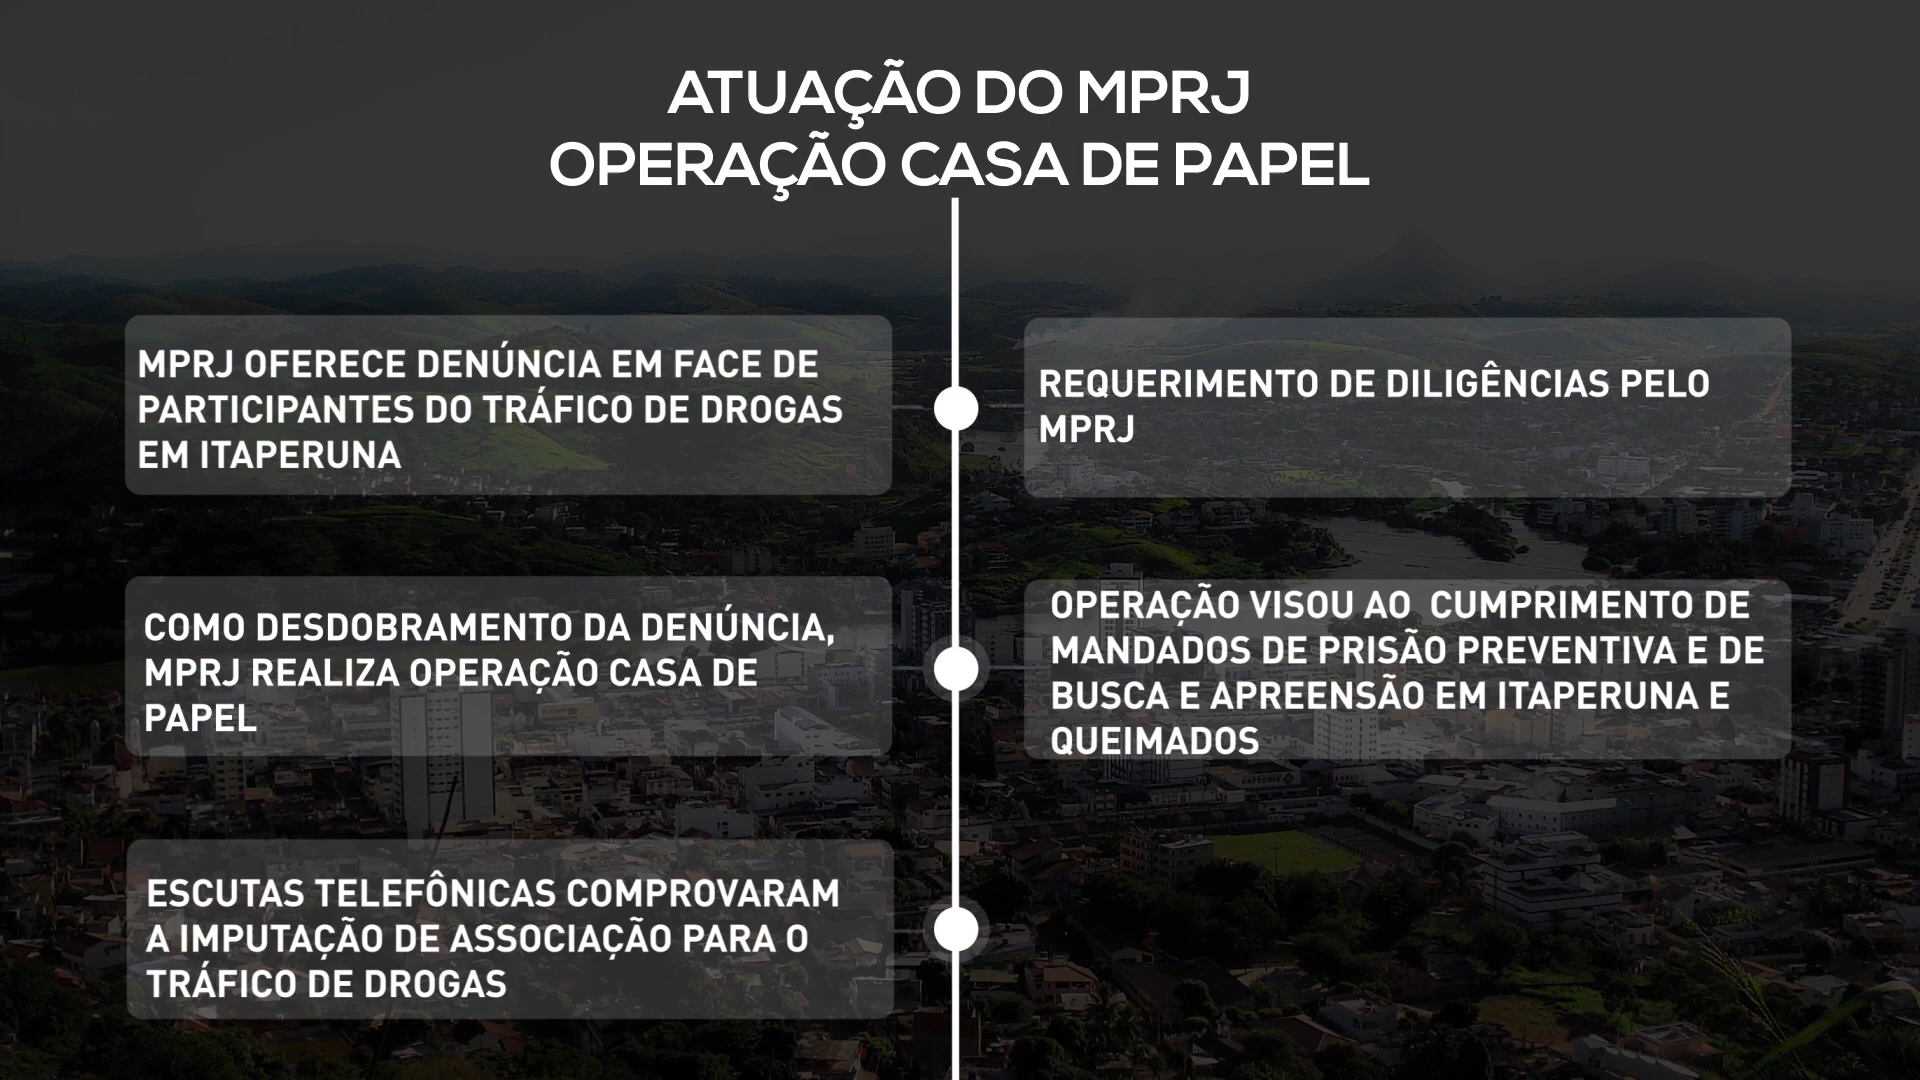 ATUAÇÃO DO MPRJ
OPERAÇÃO CASA DE PAPEL
MPRJ OFERECE DENÚNCIA EM FACE DE
PARTICIPANTES DO TRÁFICO DE DROGAS
EM ITAPERUNA
REQUERIMENTO DE DILIGÊNCIAS PELO
MPRJ
COMO DESDOBRAMENTO DA DENÚNCIA,
MPRJ REALIZA OPERAÇÃO CASA DE
PAPEL
OPERAÇÃO VISOU AO  CUMPRIMENTO DE
MANDADOS DE PRISÃO PREVENTIVA E DE
BUSCA E APREENSÃO EM ITAPERUNA E
QUEIMADOS
ESCUTAS TELEFÔNICAS COMPROVARAM
A IMPUTAÇÃO DE ASSOCIAÇÃO PARA O
TRÁFICO DE DROGAS